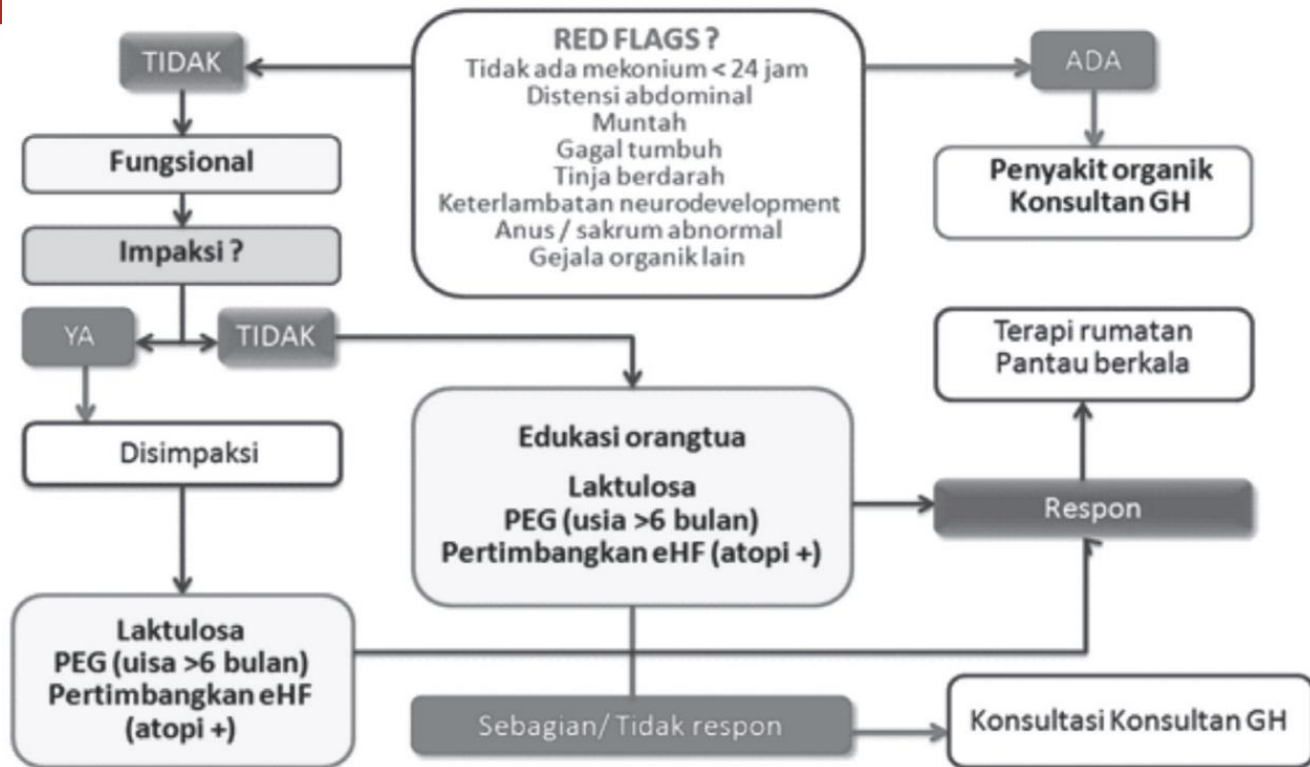 RED FLAGS ?
Tidak ada mekonium < 24 jam
Distensi abdominal
Muntah
Gagal tumbuh
Tinja berdarah
Keterlambatan neurodevelopment
Anus / sakrum abnormal
Gejala organik lain
TIDAK
ADA
Fungsional
Penyakit organik
Konsultan GH
Impaksi ?
YA
TIDAK
Terapi rumatan
Pantau berkala
Disimpaksi
Edukasi orangtua
Laktulosa
PEG (usia >6 bulan)
Pertimbangkan eHF (atopi +)
Respon
Laktulosa
PEG (uisa >6 bulan)
Pertimbangkan eHF
(atopi +)
Sebagian/ Tidak respon
Konsultasi Konsultan GH